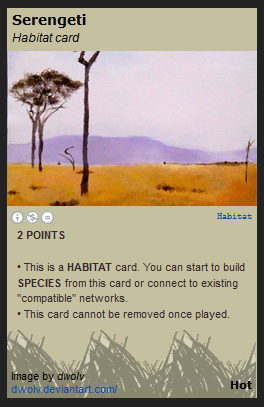 Serengeti
Habitat card
Habitat
2 POINTS
• This is a HABITAT card. You can start to build
SPECIES from this card or connect to existing
"compatible" networks.
• This card cannot be removed once played.
Image by dwolv
dwolv.deviantart.com/
Hot